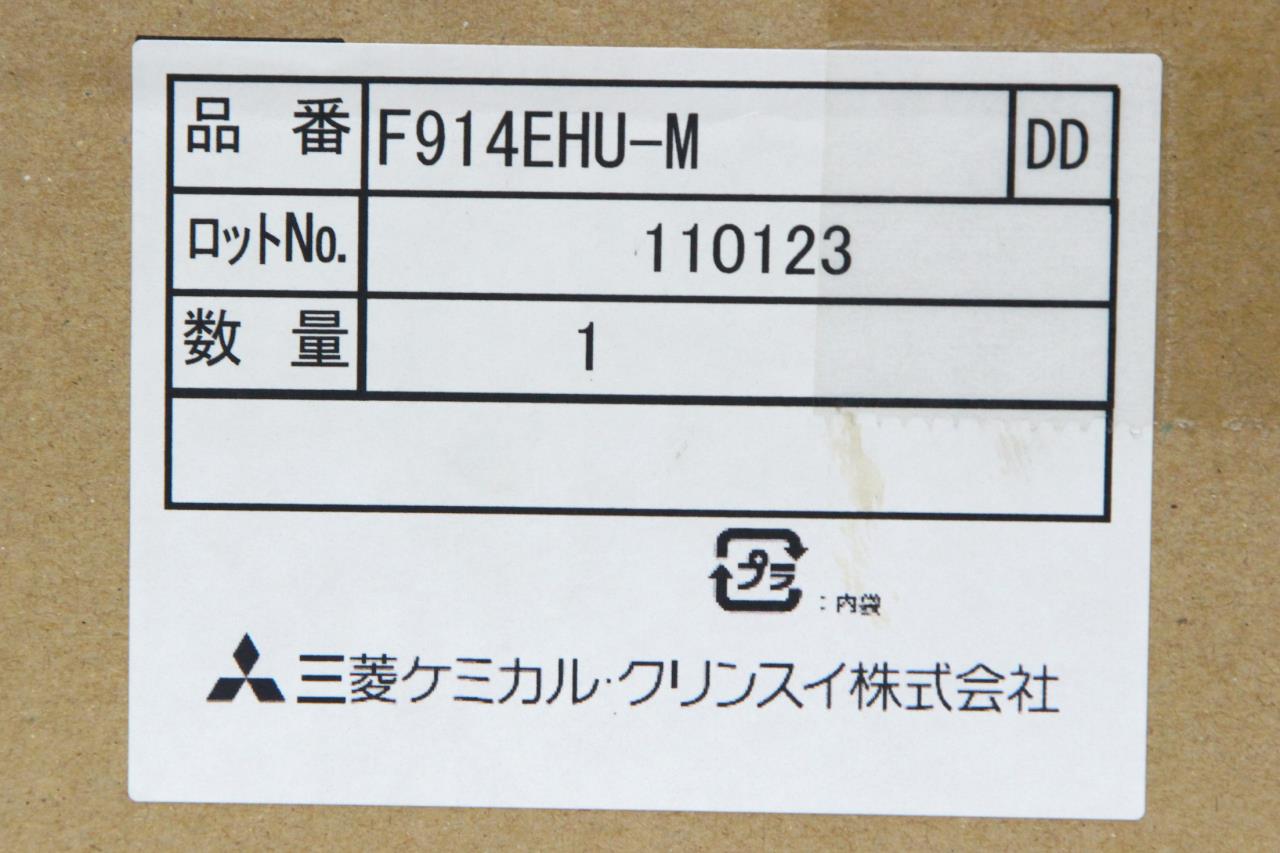 品 番 F914EHU-M DD
ロットNo. 110123
数 量 1
プラ
：内袋
三菱ケミカル・クリンスイ株式会社